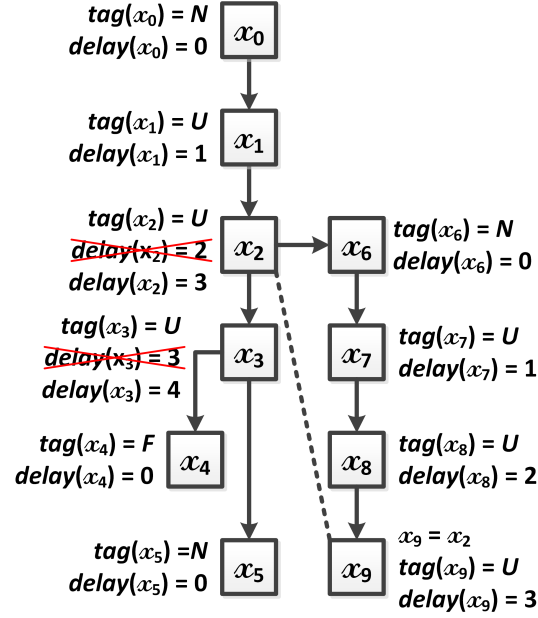 tag(x₀) = N
delay(x₀) = 0
x₀
tag(x₁) = U
delay(x₁) = 1
x₁
tag(x₂) = U
delay(x₂) = 2
delay(x₂) = 3
x₂
x₆
tag(x₆) = N
delay(x₆) = 0
tag(x₃) = U
delay(x₃) = 3
delay(x₃) = 4
x₃
x₇
tag(x₇) = U
delay(x₇) = 1
tag(x₄) = F
delay(x₄) = 0
x₄
x₈
tag(x₈) = U
delay(x₈) = 2
tag(x₅) =N
delay(x₅) = 0
x₅
x₉
x₉ = x₂
tag(x₉) = U
delay(x₉) = 3